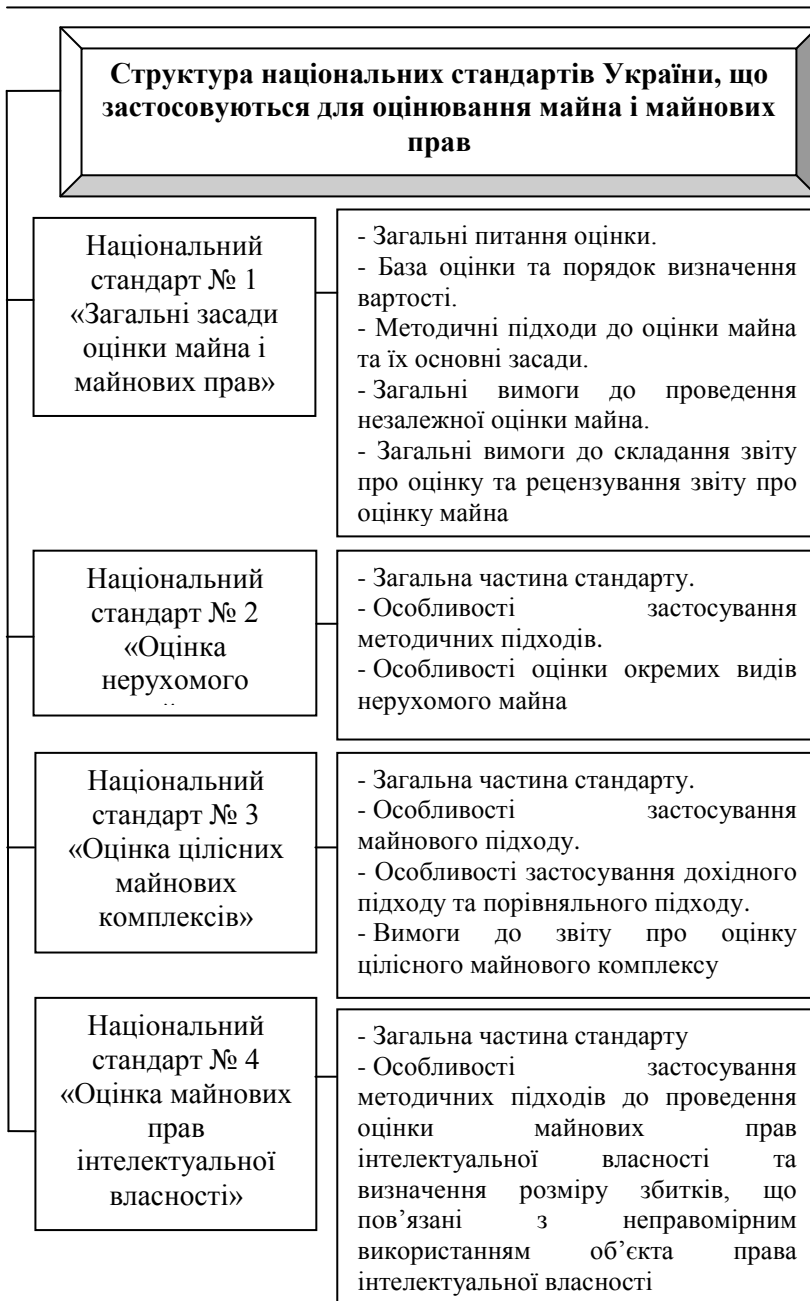 Структура національних стандартів України, що
застосовуються для оцінювання майна і майнових
прав
Національний
стандарт № 1
«Загальні засади
оцінки майна і
майнових прав»
- Загальні питання оцінки.
- База оцінки та порядок визначення
вартості.
- Методичні підходи до оцінки майна
та їх основні засади.
- Загальні вимоги до проведення
незалежної оцінки майна.
- Загальні вимоги до складання звіту
про оцінку та рецензування звіту про
оцінку майна
Національний
стандарт № 2
«Оцінка
нерухомого
- Загальна частина стандарту.
- Особливості застосування
методичних підходів.
- Особливості оцінки окремих видів
нерухомого майна
Національний
стандарт № 3
«Оцінка цілісних
майнових
комплексів»
- Загальна частина стандарту.
- Особливості застосування
майнового підходу.
- Особливості застосування дохідного
підходу та порівняльного підходу.
- Вимоги до звіту про оцінку
цілісного майнового комплексу
Національний
стандарт № 4
«Оцінка майнових
прав
інтелектуальної
власності»
- Загальна частина стандарту
- Особливості застосування
методичних підходів до проведення
оцінки майнових прав
інтелектуальної власності та
визначення розміру збитків, що
пов’язані з неправомірним
використанням об’єкта права
інтелектуальної власності